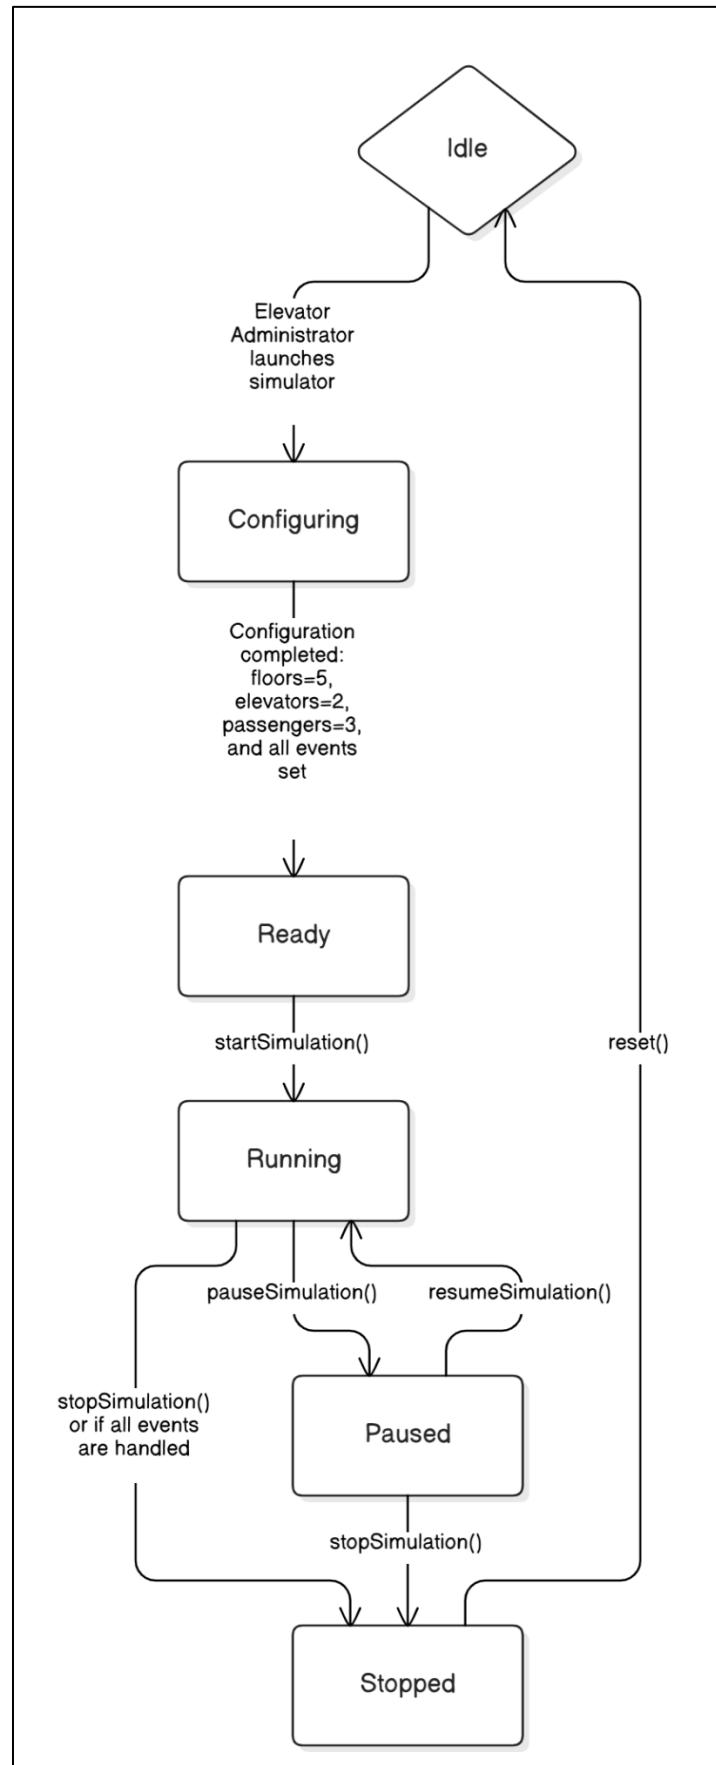 Idle
Elevator
Administrator
launches
simulator
Configuring
Configuration
completed:
floors=5,
elevators=2,
passengers=3,
and all events
set
Ready
startSimulation()
reset()
Running
pauseSimulation()
resumeSimulation()
stopSimulation()
or if all events
are handled
Paused
stopSimulation()
Stopped